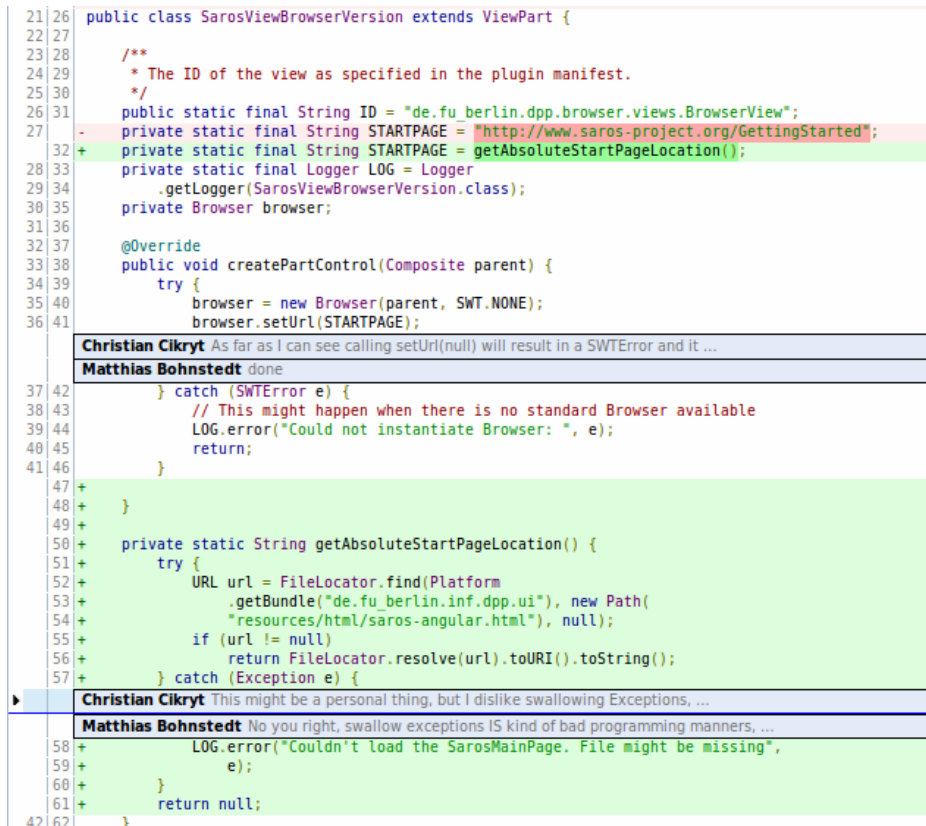 21 26 public class SarosViewBrowserVersion extends ViewPart {
22 27
23 28 /**
24 29 * The ID of the view as specified in the plugin manifest.
25 30 */
26 31 public static final String ID = "de.fu_berlin.dpp.browser.views.BrowserView";
27 - private static final String STARTPAGE = "http://www.saros-project.org/GettingStarted";
32 + private static final String STARTPAGE = getAbsoluteStartPageLocation();
28 33 private static final Logger LOG = Logger
29 34 .getLogger(SarosViewBrowserVersion.class);
30 35 private Browser browser;
31 36
32 37 @Override
33 38 public void createPartControl(Composite parent) {
34 39 try {
35 40 browser = new Browser(parent, SWT.NONE);
36 41 browser.setUrl(STARTPAGE);
Christian Cikryt As far as I can see calling setUrl(null) will result in a SWTError and it ...
Matthias Bohnstedt done
37 42 } catch (SWTError e) {
38 43 // This might happen when there is no standard Browser available
39 44 LOG.error("Could not instantiate Browser: ", e);
40 45 return;
41 46 }
47 +
48 + }
49 +
50 + private static String getAbsoluteStartPageLocation() {
51 + try {
52 + URL url = FileLocator.find(Platform
53 + .getBundle("de.fu_berlin.inf.dpp.ui"), new Path(
54 + "resources/html/saros-angular.html"), null);
55 + if (url != null)
56 + return FileLocator.resolve(url).toURI().toString();
57 + } catch (Exception e) {
Christian Cikryt This might be a personal thing, but I dislike swallowing Exceptions, ...
Matthias Bohnstedt No you right, swallow exceptions IS kind of bad programming manners, ...
58 + LOG.error("Couldn't load the SarosMainPage. File might be missing",
59 + e);
60 + }
61 + return null;
42 62 }